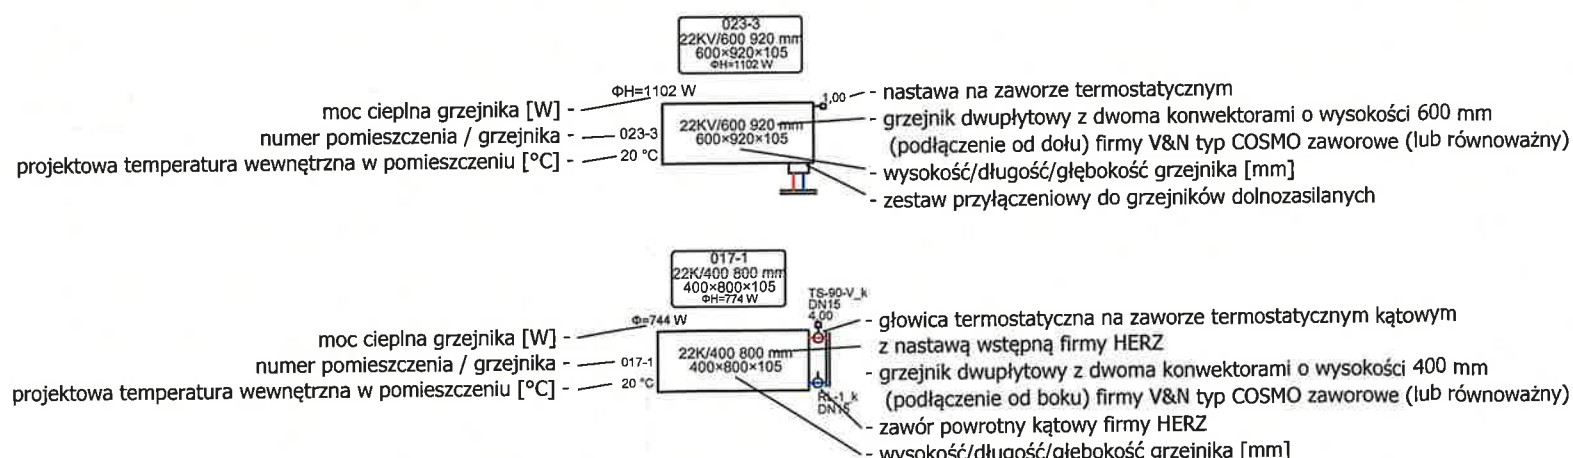 023-3
22KV/600 920 mm
600×920×105
ΦH=1102 W
ΦH=1102 W
moc cieplna grzejnika [W] -
numer pomieszczenia / grzejnika -
projektowa temperatura wewnętrzna w pomieszczeniu [°C] -
023-3
20 °C
22KV/600 920 mm
600×920×105
1,00
- nastawa na zaworze termostatycznym
- grzejnik dwupłytowy z dwoma konwektorami o wysokości 600 mm
(podłączenie od dołu) firmy V&N typ COSMO zaworowe (lub równoważny)
- wysokość/długość/głębokość grzejnika [mm]
- zestaw przyłączeniowy do grzejników dolnozasilanych
017-1
22K/400 800 mm
400×800×105
ΦH=774 W
Φ=744 W
moc cieplna grzejnika [W] -
numer pomieszczenia / grzejnika -
projektowa temperatura wewnętrzna w pomieszczeniu [°C] -
017-1
20 °C
22K/400 800 mm
400×800×105
TS-90-V_k
DN15
4,00
RL-1_k
DN15
- głowica termostatyczna na zaworze termostatycznym kątowym
z nastawą wstępną firmy HERZ
- grzejnik dwupłytowy z dwoma konwektorami o wysokości 400 mm
(podłączenie od boku) firmy V&N typ COSMO zaworowe (lub równoważny)
- zawór powrotny kątowy firmy HERZ
- wysokość/długość/głębokość grzejnika [mm]